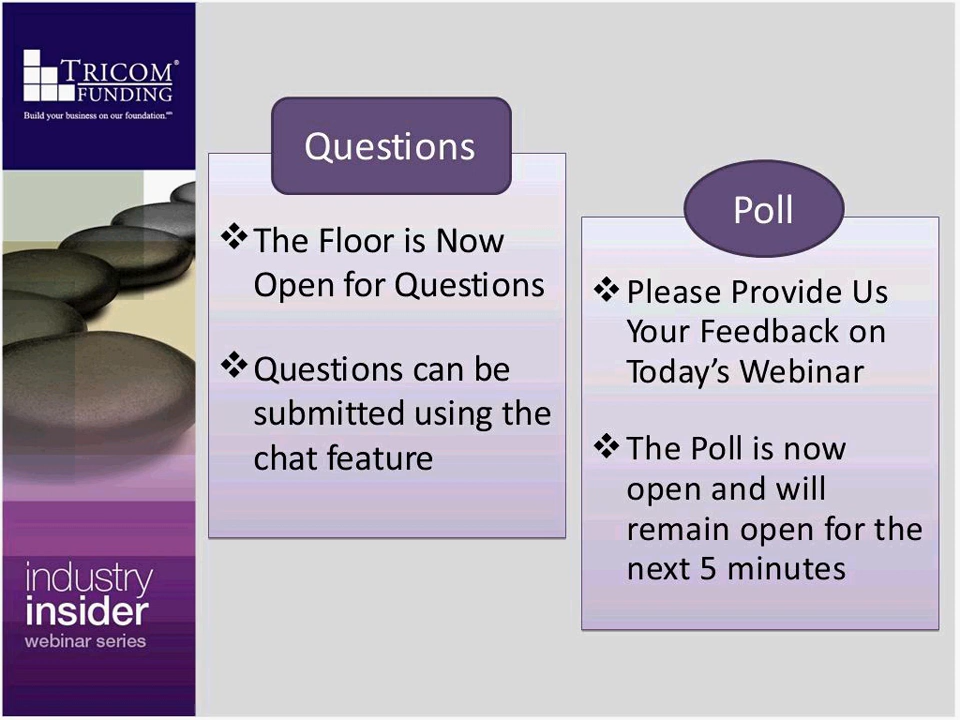 TRICOM®
FUNDING
Build your business on our foundation.℠
Questions
❖ The Floor is Now
Open for Questions
❖ Questions can be
submitted using the
chat feature
Poll
❖ Please Provide Us
Your Feedback on
Today’s Webinar
❖ The Poll is now
open and will
remain open for the
next 5 minutes
industry
insider
webinar series